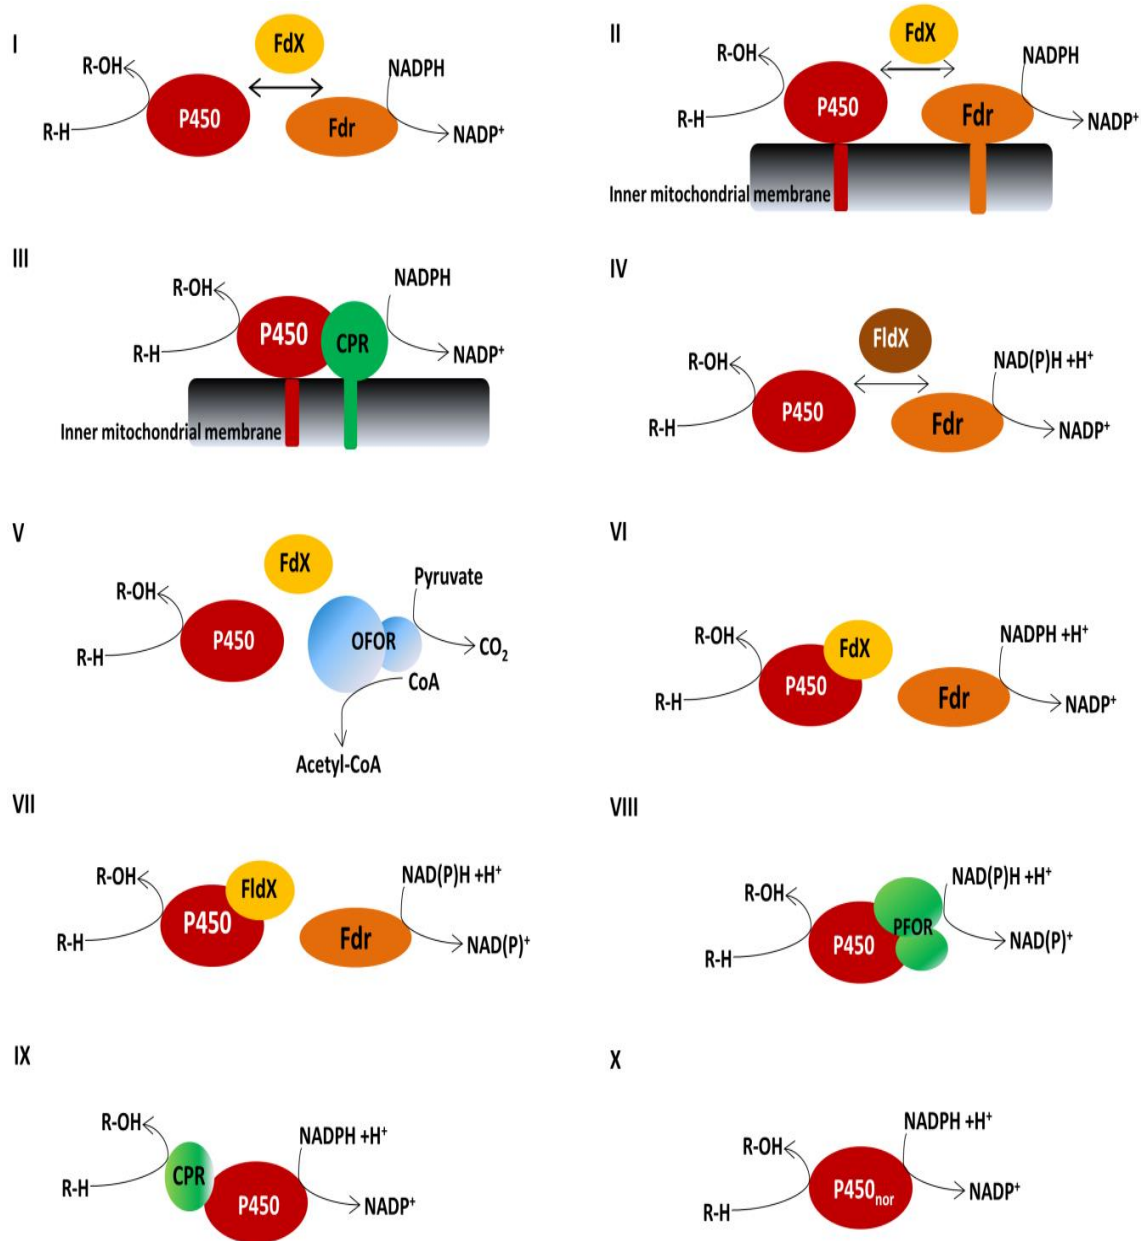 I
FdX
R-OH
NADPH
P450
Fdr
R-H
NADP+
II
FdX
R-OH
NADPH
P450
Fdr
R-H
NADP+
Inner mitochondrial membrane
III
R-OH
NADPH
P450
CPR
R-H
NADP+
Inner mitochondrial membrane
IV
FldX
R-OH
NAD(P)H +H+
P450
Fdr
R-H
NADP+
V
FdX
R-OH
Pyruvate
P450
OFOR
R-H
CO2
CoA
Acetyl-CoA
VI
R-OH
FdX
NADPH +H+
P450
Fdr
R-H
NADP+
VII
R-OH
FldX
NAD(P)H +H+
P450
Fdr
R-H
NAD(P)+
VIII
R-OH
NAD(P)H +H+
PFOR
P450
R-H
NAD(P)+
IX
R-OH
NADPH +H+
CPR
R-H
P450
NADP+
X
R-OH
NADPH +H+
P450nor
R-H
NADP+